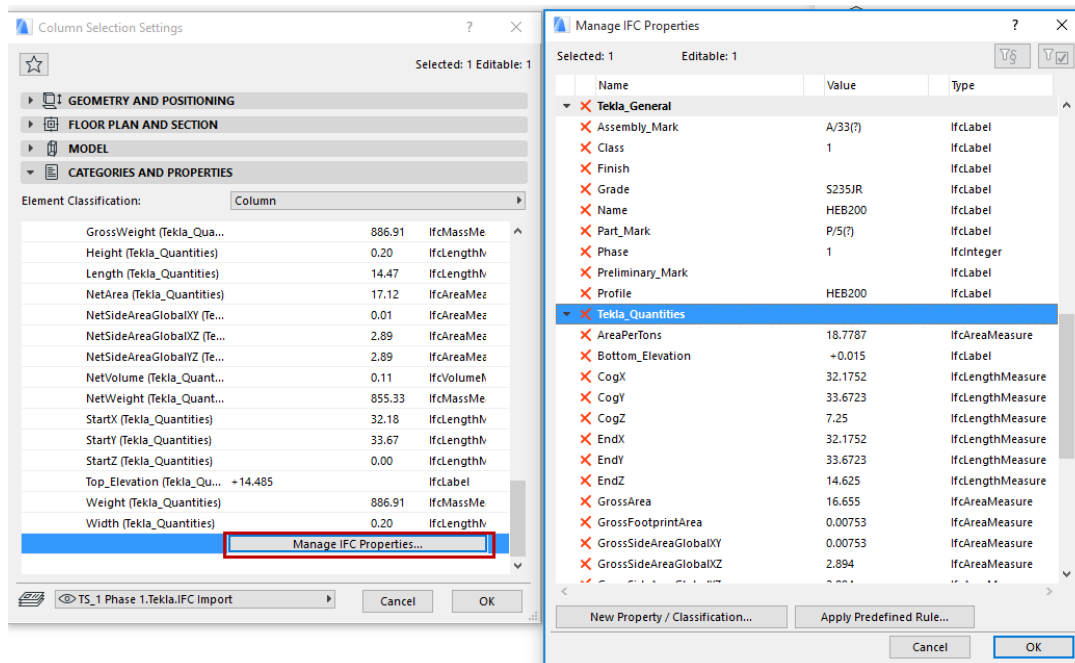 Column Selection Settings
Selected: 1 Editable: 1
GEOMETRY AND POSITIONING
FLOOR PLAN AND SECTION
MODEL
CATEGORIES AND PROPERTIES
Element Classification: Column
GrossWeight (Tekla_Qua... 886.91 IfcMassMe
Height (Tekla_Quantities) 0.20 IfcLengthM
Length (Tekla_Quantities) 14.47 IfcLengthM
NetArea (Tekla_Quantities) 17.12 IfcAreaMea
NetSideAreaGlobalXY (Te... 0.01 IfcAreaMea
NetSideAreaGlobalXZ (Te... 2.89 IfcAreaMea
NetSideAreaGlobalYZ (Te... 2.89 IfcAreaMea
NetVolume (Tekla_Quant... 0.11 IfcVolumeM
NetWeight (Tekla_Quant... 855.33 IfcMassMe
StartX (Tekla_Quantities) 32.18 IfcLengthM
StartY (Tekla_Quantities) 33.67 IfcLengthM
StartZ (Tekla_Quantities) 0.00 IfcLengthM
Top_Elevation (Tekla_Qu... +14.485 IfcLabel
Weight (Tekla_Quantities) 886.91 IfcMassMe
Width (Tekla_Quantities) 0.20 IfcLengthM
Manage IFC Properties...
TS_1 Phase 1.Tekla.IFC Import Cancel OK
Manage IFC Properties
Selected: 1 Editable: 1
Name Value Type
Tekla_General
Assembly_Mark A/33(?) IfcLabel
Class 1 IfcLabel
Finish IfcLabel
Grade S235JR IfcLabel
Name HEB200 IfcLabel
Part_Mark P/5(?) IfcLabel
Phase 1 IfcInteger
Preliminary_Mark IfcLabel
Profile HEB200 IfcLabel
Tekla_Quantities
AreaPerTons 18.7787 IfcAreaMeasure
Bottom_Elevation +0.015 IfcLabel
CogX 32.1752 IfcLengthMeasure
CogY 33.6723 IfcLengthMeasure
CogZ 7.25 IfcLengthMeasure
EndX 32.1752 IfcLengthMeasure
EndY 33.6723 IfcLengthMeasure
EndZ 14.625 IfcLengthMeasure
GrossArea 16.655 IfcAreaMeasure
GrossFootprintArea 0.00753 IfcAreaMeasure
GrossSideAreaGlobalXY 0.00753 IfcAreaMeasure
GrossSideAreaGlobalXZ 2.894 IfcAreaMeasure
New Property / Classification... Apply Predefined Rule...
Cancel OK